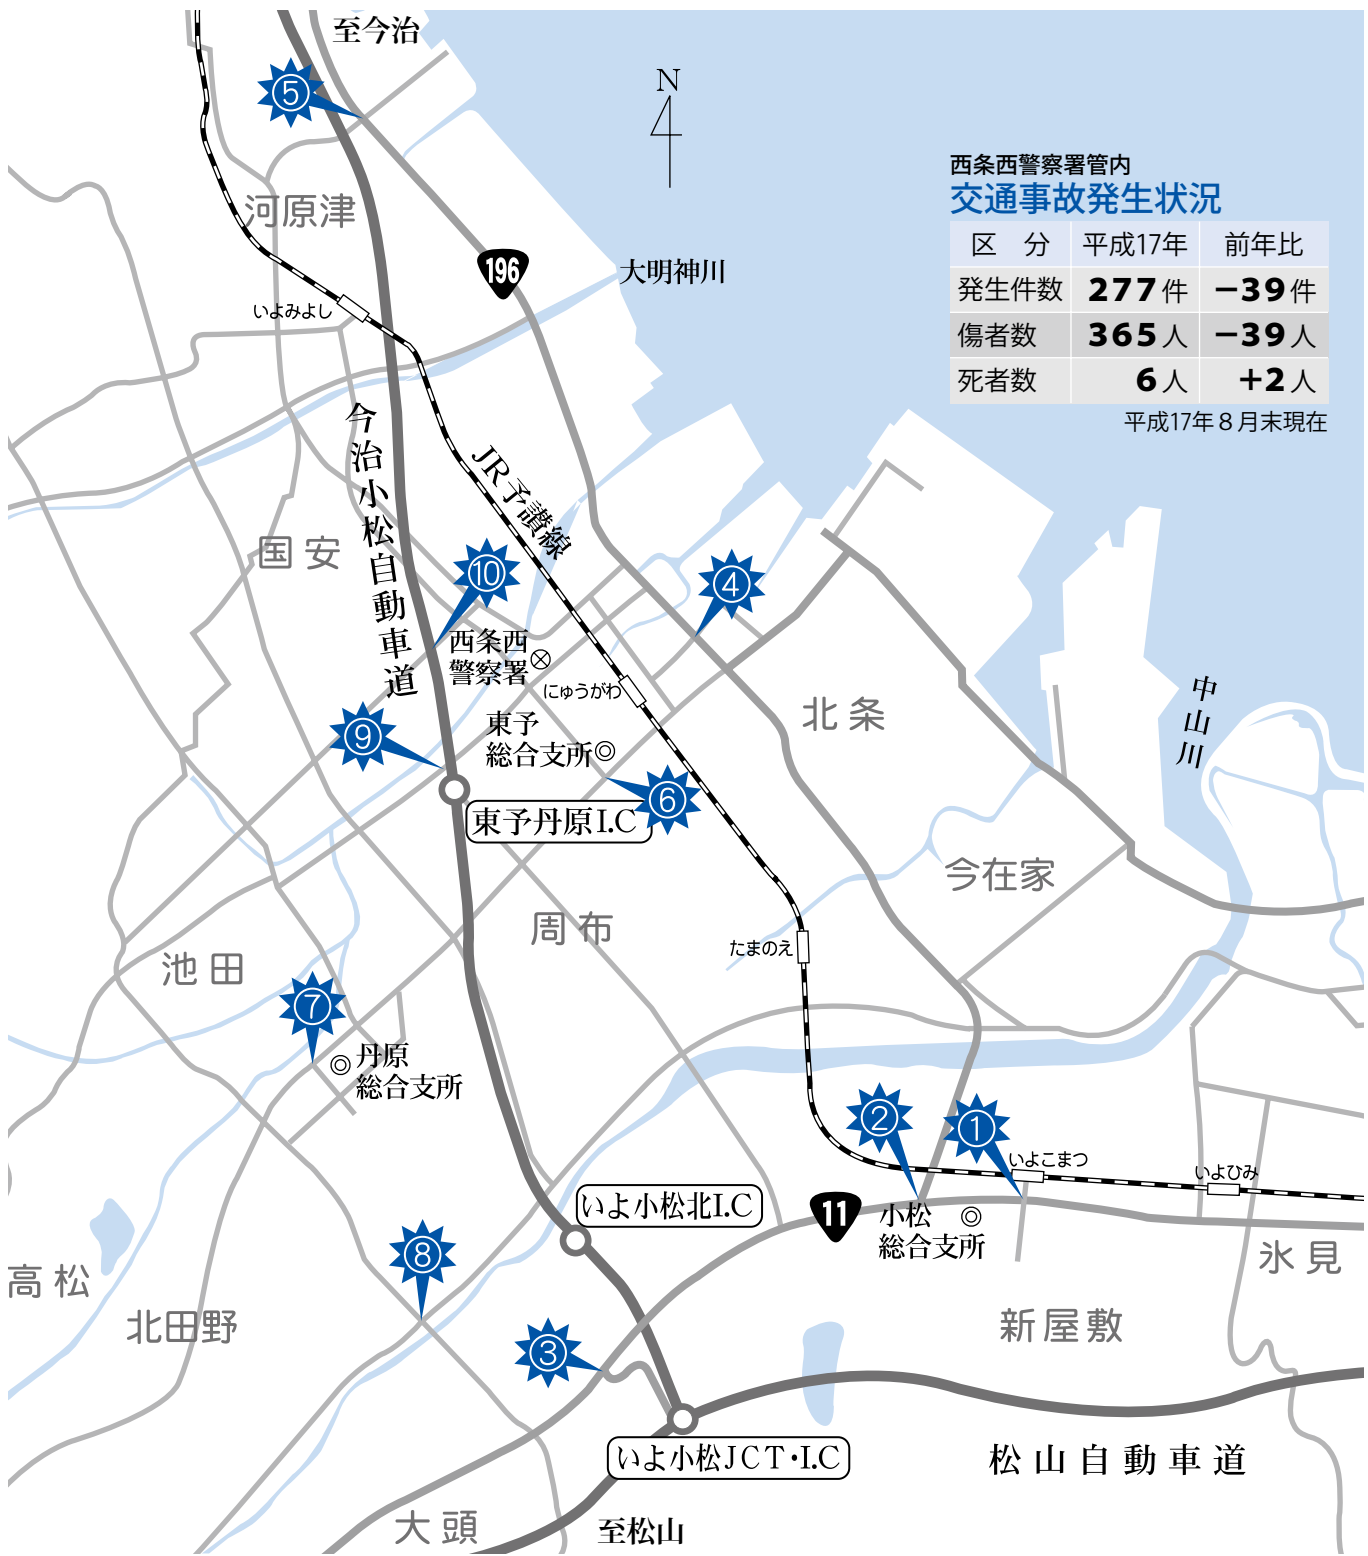 至今治
N
⑤
西条西警察署管内
交通事故発生状況
区 分 平成17年 前年比
発生件数 277件 −39件
傷者数 365人 −39人
死者数 6人 +2人
平成17年8月末現在
河原津
196
大明神川
いよみよし
今治小松自動車道
JR予讃線
国安
⑩
④
西条西
警察署
にゅうがわ
中山川
北条
⑨
東予
総合支所
⑥
東予丹原I.C
今在家
周布
たまのえ
池田
⑦
丹原
総合支所
②
①
いよこまつ
いよひみ
いよ小松北I.C
11
小松
総合支所
氷見
⑧
高松
北田野
新屋敷
③
いよ小松JCT・I.C
松山自動車道
大頭
至松山